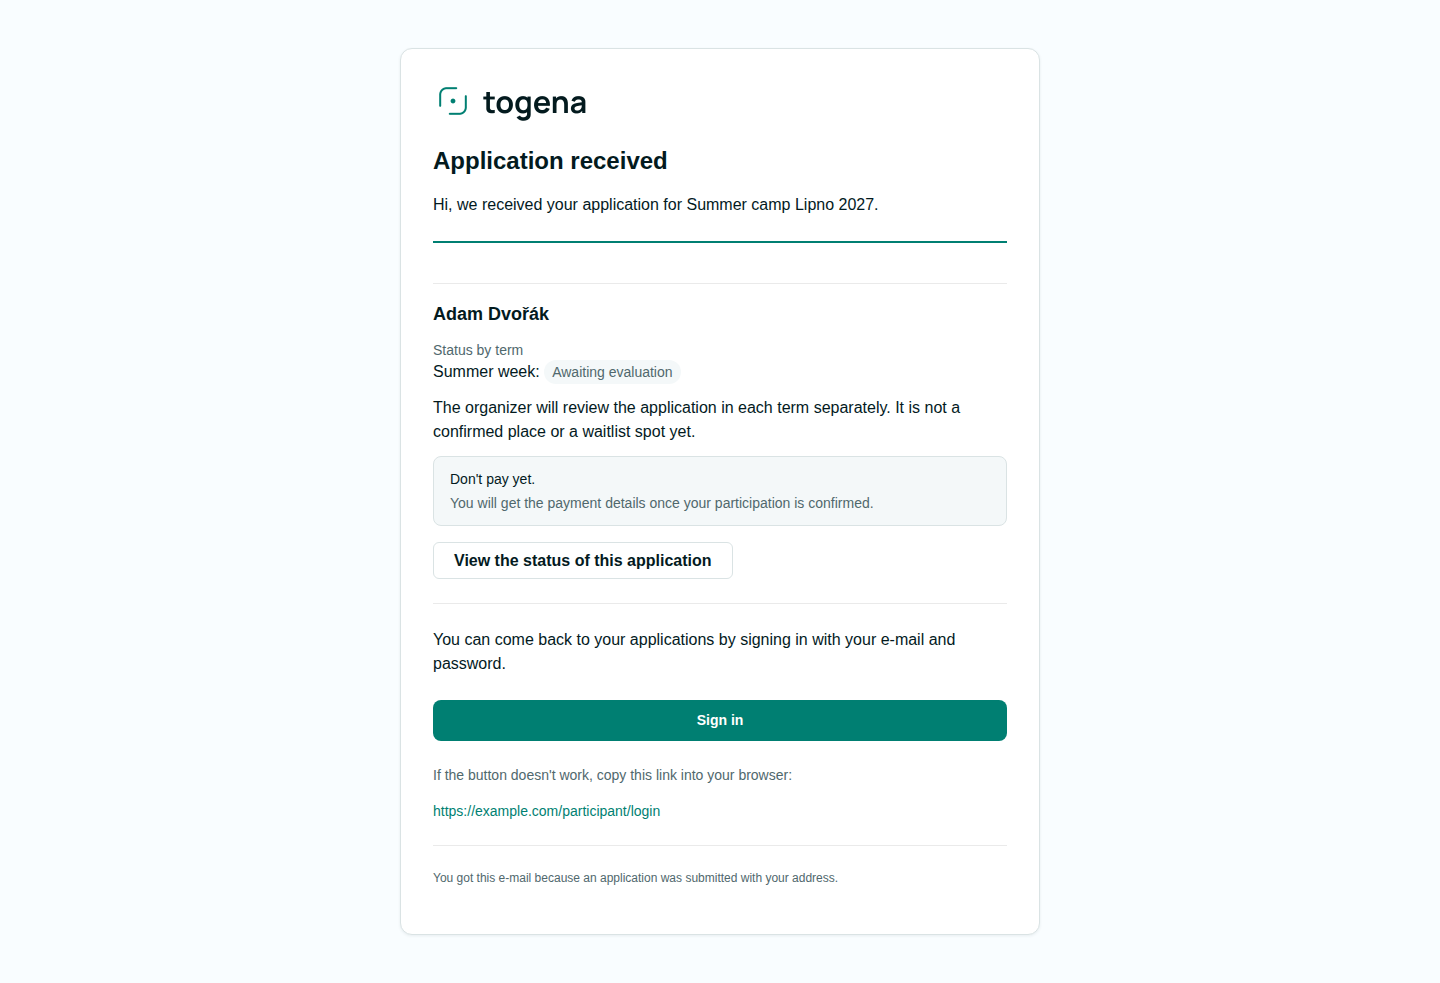 togena
Application received
Hi, we received your application for Summer camp Lipno 2027.
Adam Dvořák
Status by term
Summer week: Awaiting evaluation
The organizer will review the application in each term separately. It is not a
confirmed place or a waitlist spot yet.
Don't pay yet.
You will get the payment details once your participation is confirmed.
View the status of this application
You can come back to your applications by signing in with your e-mail and
password.
Sign in
If the button doesn't work, copy this link into your browser:
https://example.com/participant/login
You got this e-mail because an application was submitted with your address.